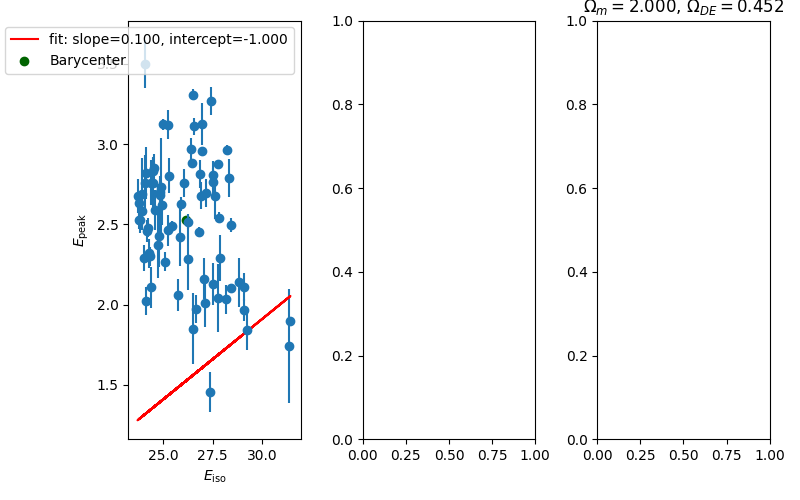 Ω_m = 2.000, Ω_DE = 0.452
fit: slope=0.100, intercept=-1.000
Barycenter
3.5
3.0
2.5
2.0
1.5
E_peak
25.0 27.5 30.0
E_iso
1.0
0.8
0.6
0.4
0.2
0.0
0.00 0.25 0.50 0.75 1.00
1.0
0.8
0.6
0.4
0.2
0.0
0.00 0.25 0.50 0.75 1.00